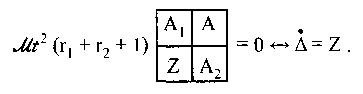 𝓜t² (r₁ + r₂ + 1) A₁ A Z A₂ = 0 ↔ Δ̇ = Z .